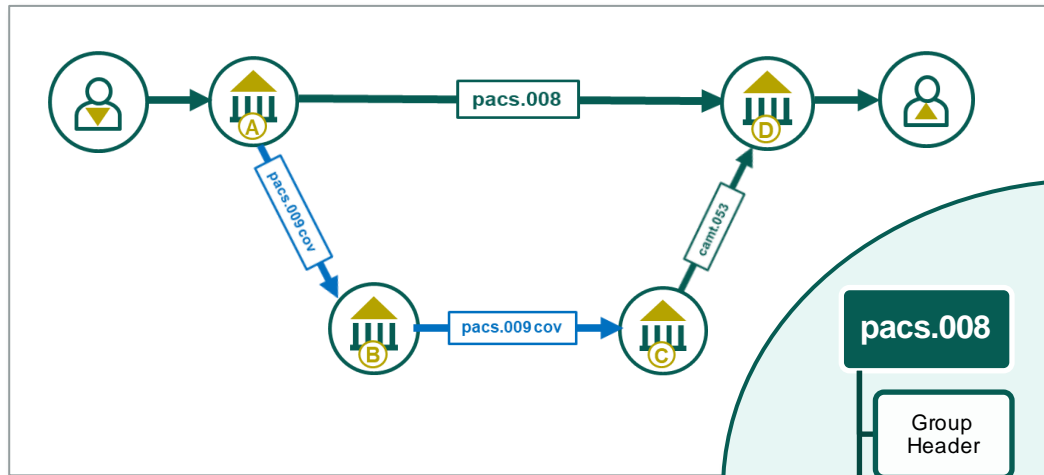 pacs.008
A
D
pacs.009 cov
camt.053
B
pacs.009 cov
C
pacs.008
Group
Header